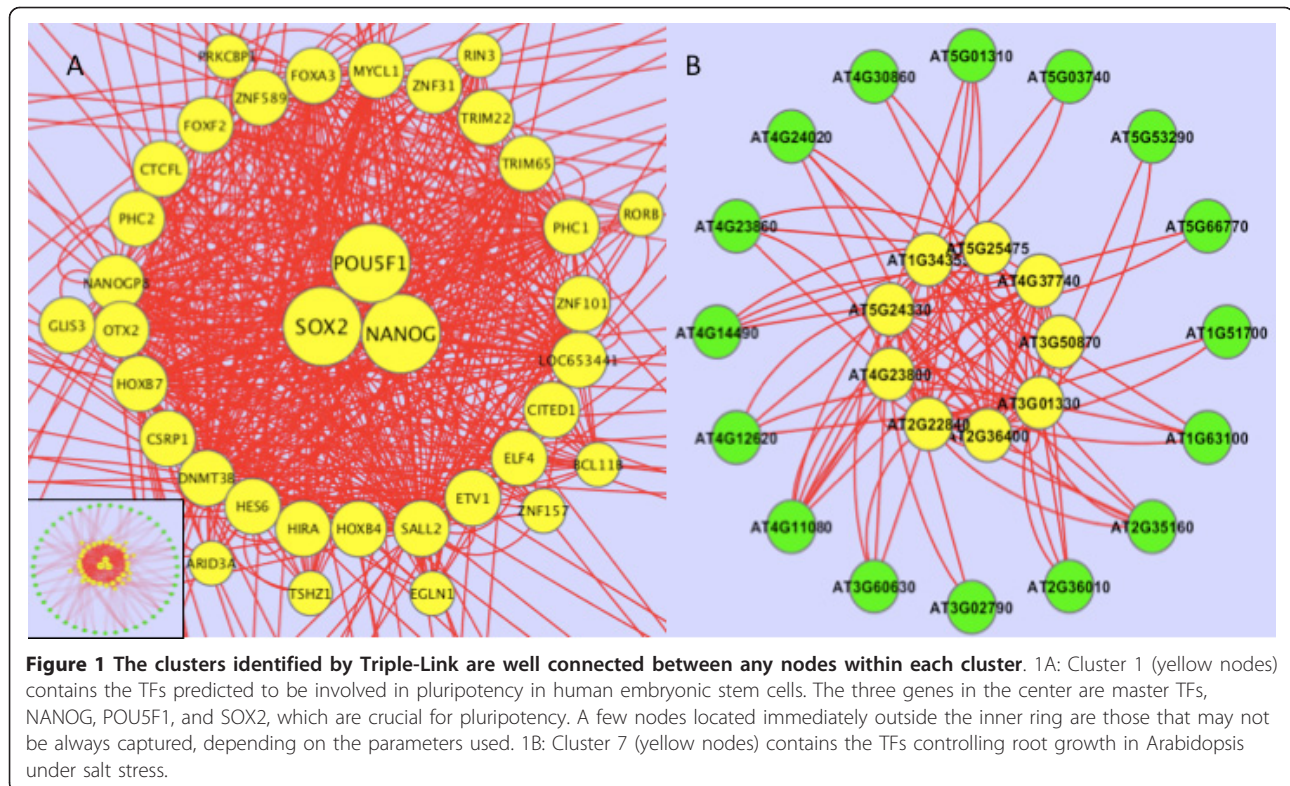 A
PRKCBP1
FOXA3
MYCL1
RIN3
ZNF589
ZNF31
FOXF2
TRIM22
CTCFL
TRIM65
PHC2
PHC1
RORB
POU5F1
NANOGP8
ZNF101
GLIS3
OTX2
SOX2
NANOG
LOC653441
HOXB7
CITED1
CSRP1
ELF4
BCL11B
DNMT3B
HES6
ETV1
ZNF157
HIRA
HOXB4
SALL2
ARID3A
TSHZ1
EGLN1
B
AT5G01310
AT4G30860
AT5G03740
AT4G24020
AT5G53290
AT4G23860
AT5G66770
AT5G25475
AT4G37740
AT5G24330
AT4G14490
AT1G51700
AT3G50870
AT3G01330
AT2G22840
AT2G36400
AT4G12620
AT1G63100
AT4G11080
AT2G35160
AT3G60630
AT2G36010
AT3G02790
Figure 1 The clusters identified by Triple-Link are well connected between any nodes within each cluster. 1A: Cluster 1 (yellow nodes)
contains the TFs predicted to be involved in pluripotency in human embryonic stem cells. The three genes in the center are master TFs,
NANOG, POU5F1, and SOX2, which are crucial for pluripotency. A few nodes located immediately outside the inner ring are those that may not
be always captured, depending on the parameters used. 1B: Cluster 7 (yellow nodes) contains the TFs controlling root growth in Arabidopsis
under salt stress.